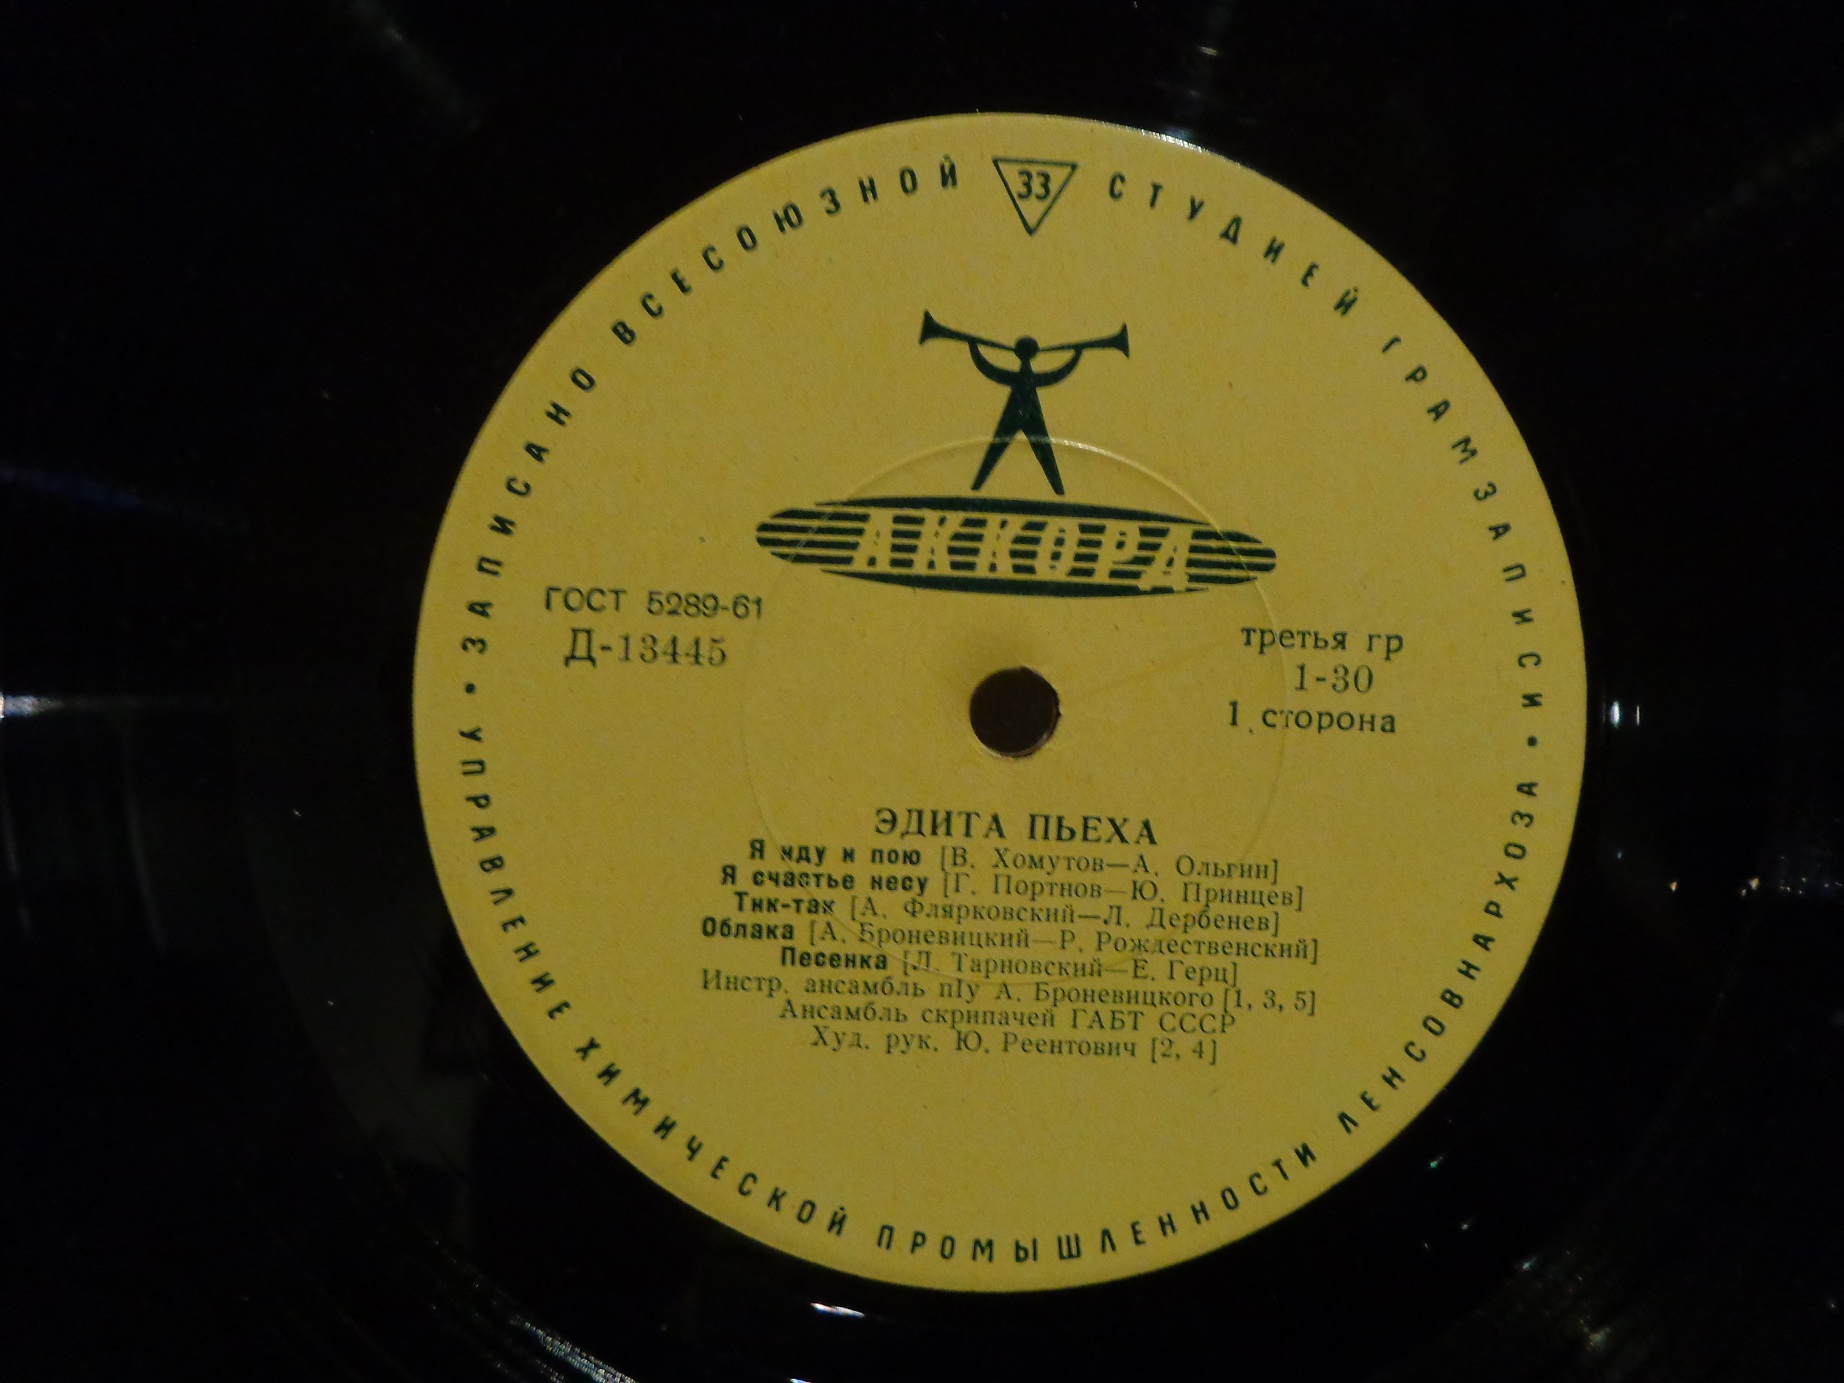 ЗАПИСАНО ВСЕСОЮЗНОЙ 33 СТУДИЕЙ ГРАМЗАПИСИ •
АККОРД
ГОСТ 5289-61
Д-13445
третья гр
1-30
1 сторона
ЭДИТА ПЬЕХА
Я иду и пою [В. Хомутов—А. Ольгин]
Я счастье несу [Г. Портнов—Ю. Принцев]
Тик-так [А. Флярковский—Л. Дербенев]
Облака [А. Броневицкий—Р. Рождественский]
Песенка [Л. Тарновский—Е. Герц]
Инстр. ансамбль п/у А. Броневицкого [1, 3, 5]
Ансамбль скрипачей ГАБТ СССР
Худ. рук. Ю. Реентович [2, 4]
УПРАВЛЕНИЕ ХИМИЧЕСКОЙ ПРОМЫШЛЕННОСТИ ЛЕНСОВНАРХОЗА •